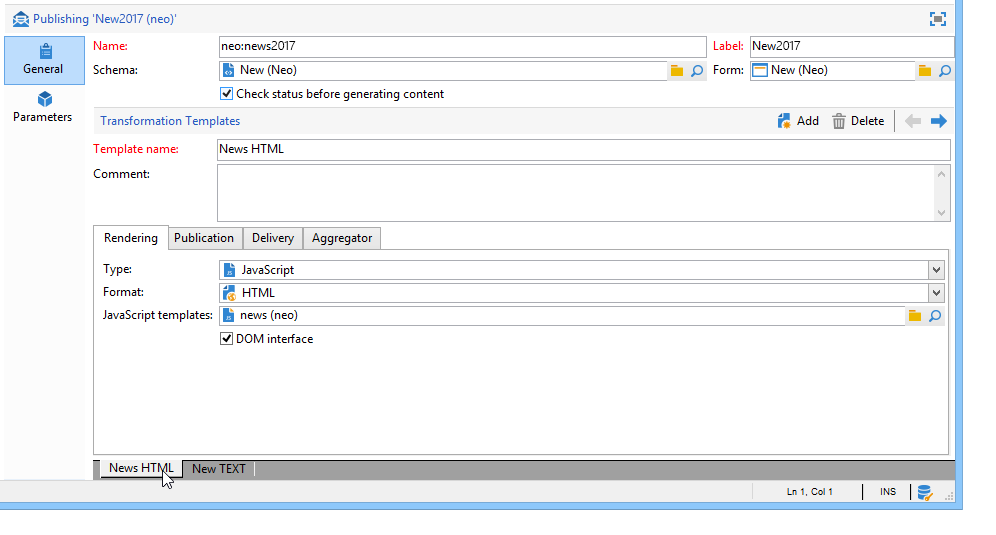 Publishing 'New2017 (neo)'
General
Parameters
Name: neo:news2017 Label: New2017
Schema: New (Neo) Form: New (Neo)
Check status before generating content
Transformation Templates Add Delete
Template name: News HTML
Comment:
Rendering Publication Delivery Aggregator
Type: JavaScript
Format: HTML
JavaScript templates: news (neo)
DOM interface
News HTML New TEXT
Ln 1, Col 1 INS